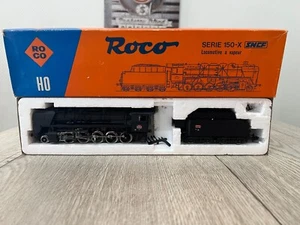 ROCO
HO
Roco
SERIE 150-X SNCF
Locomotive à vapeur